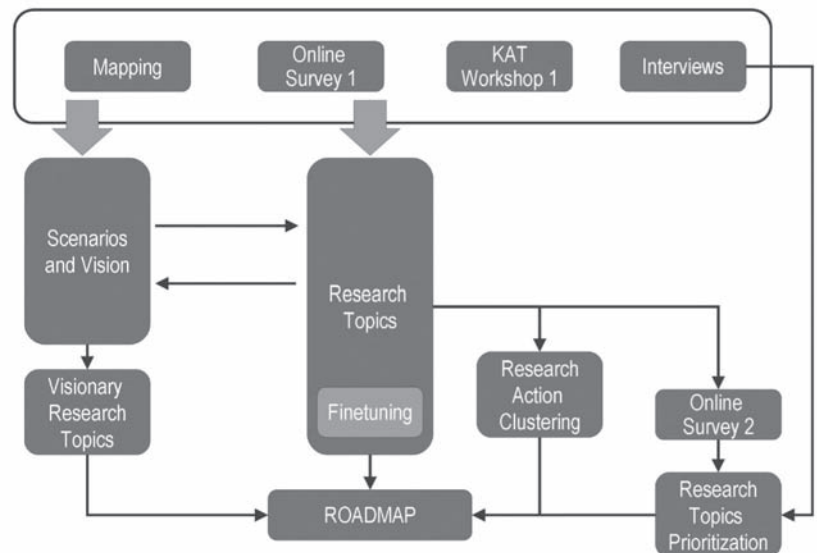 Mapping
Online
Survey 1
KAT
Workshop 1
Interviews
Scenarios
and Vision
Research
Topics
Finetuning
Visionary
Research
Topics
Research
Action
Clustering
Online
Survey 2
ROADMAP
Research
Topics
Prioritization